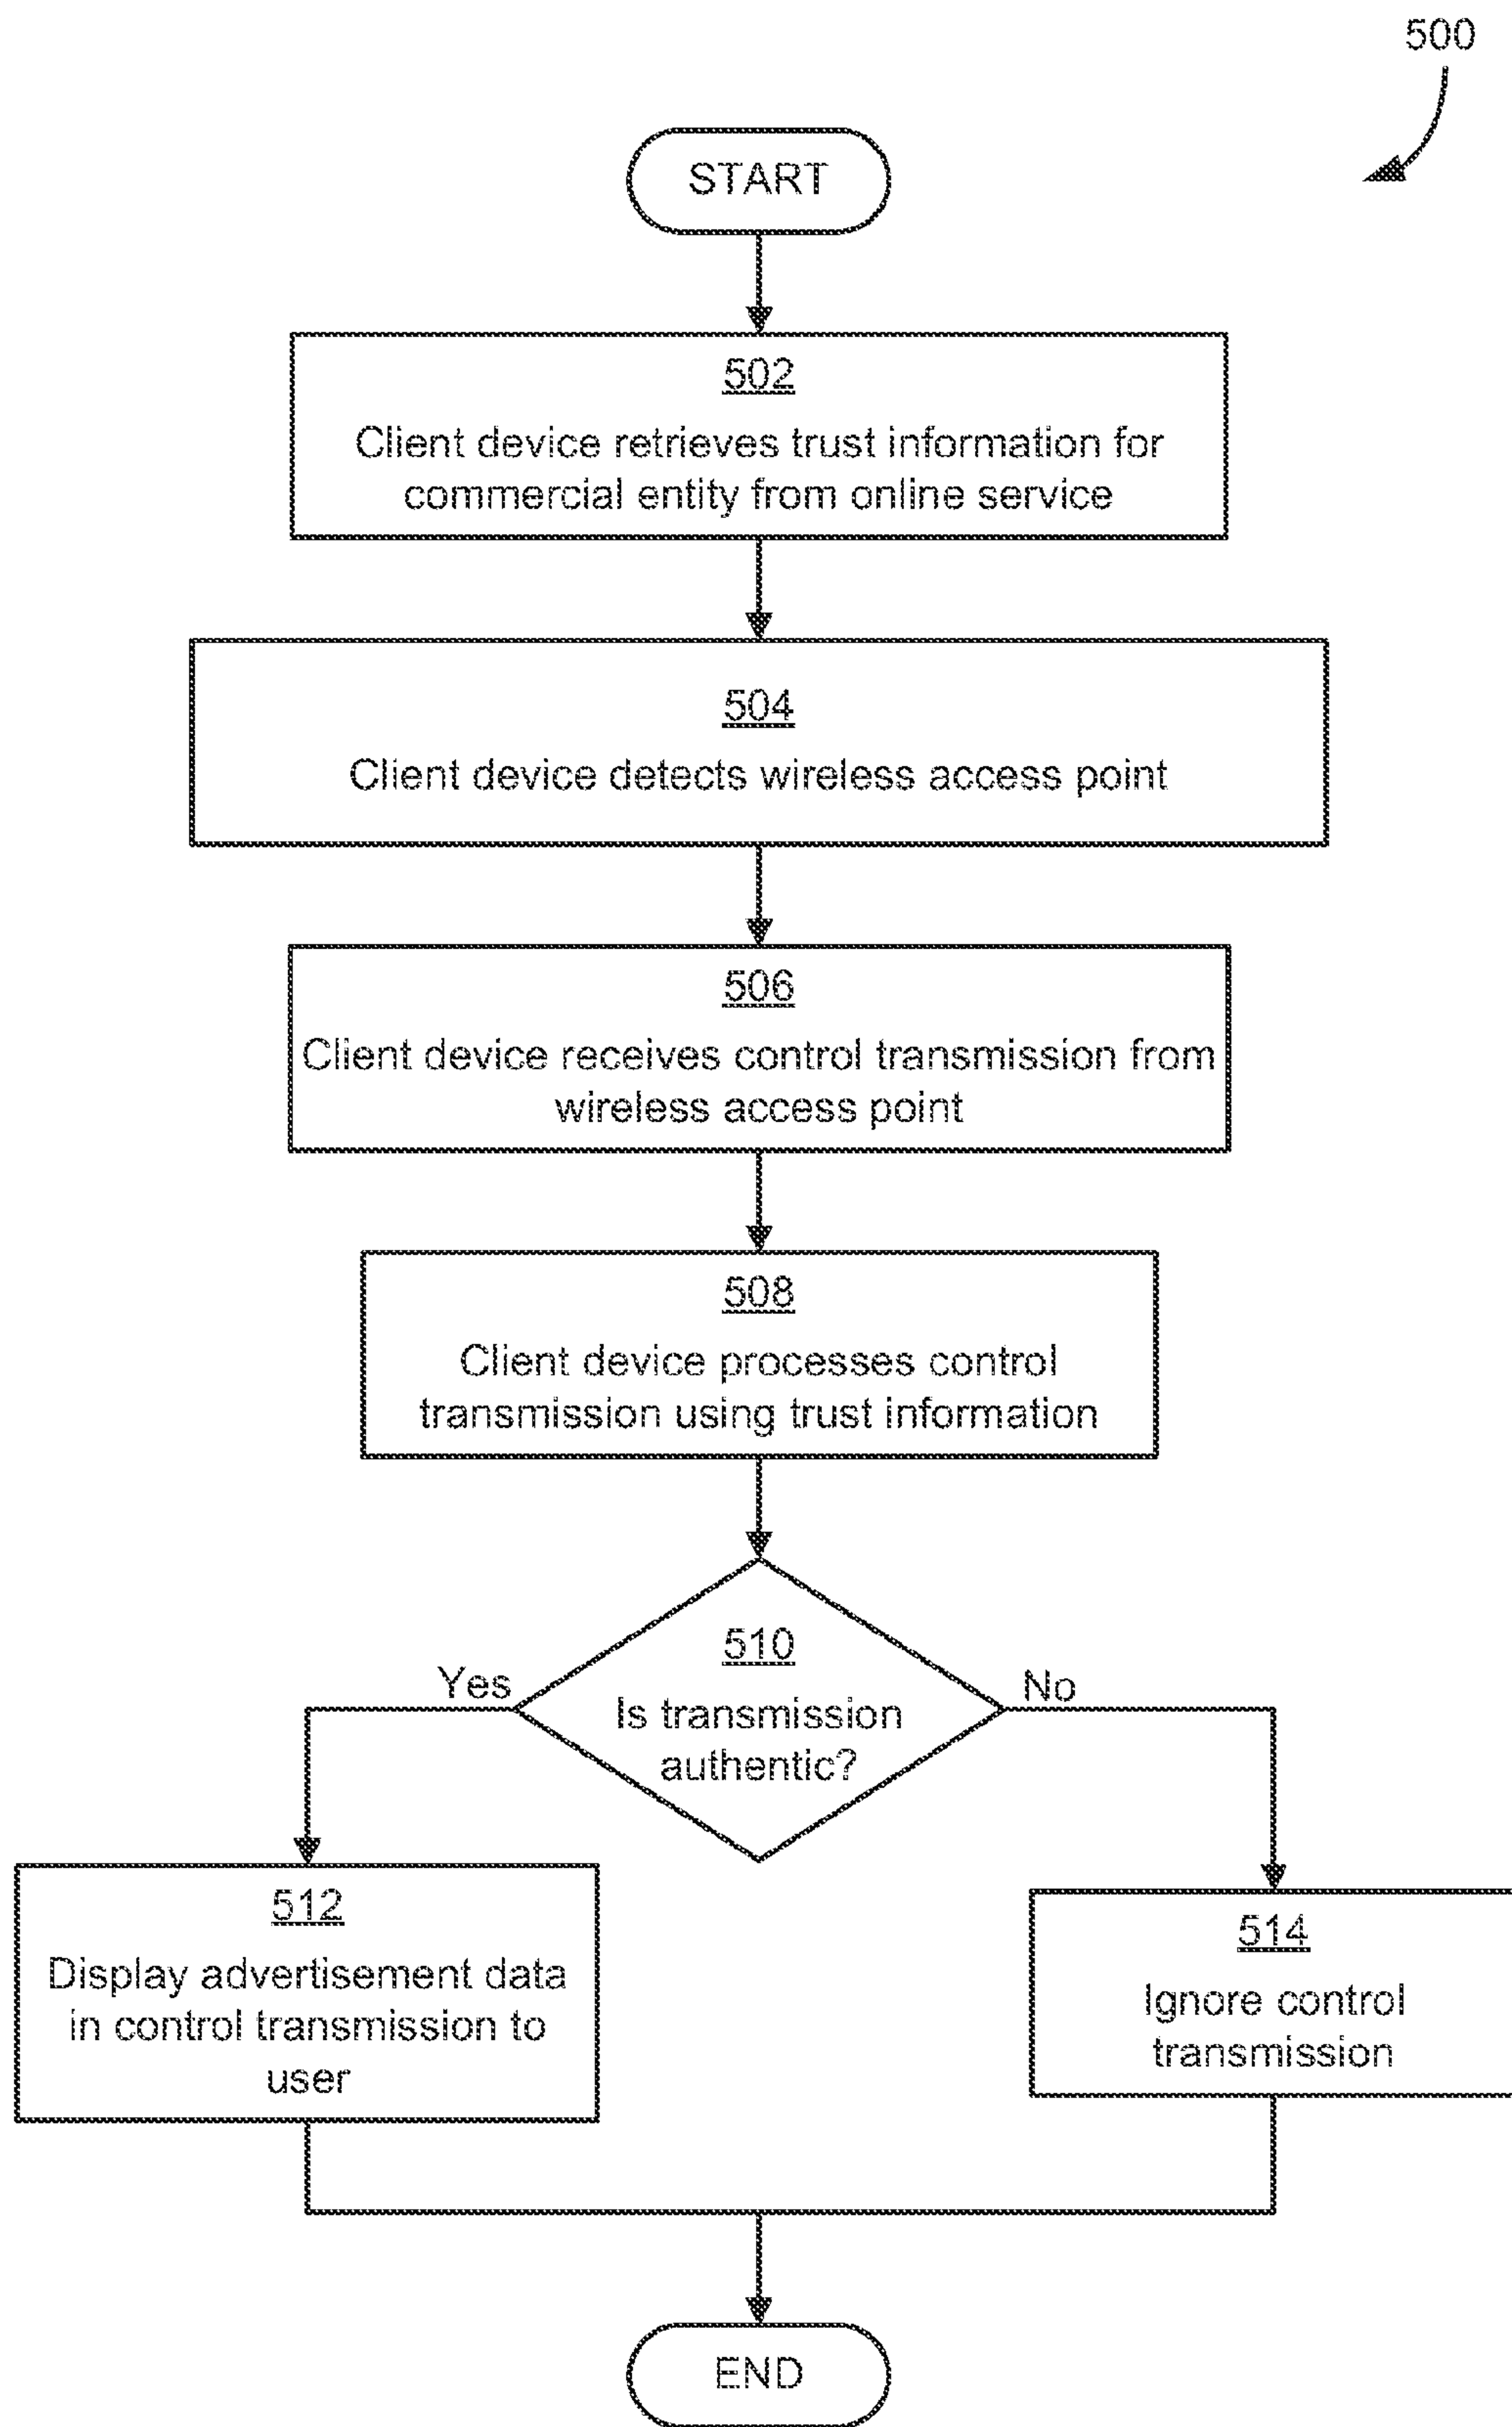 500
START
502
Client device retrieves trust information for
commercial entity from online service
504
Client device detects wireless access point
506
Client device receives control transmission from
wireless access point
508
Client device processes control
transmission using trust information
510
Is transmission
authentic?
Yes
No
512
Display advertisement data
in control transmission to
user
514
Ignore control
transmission
END